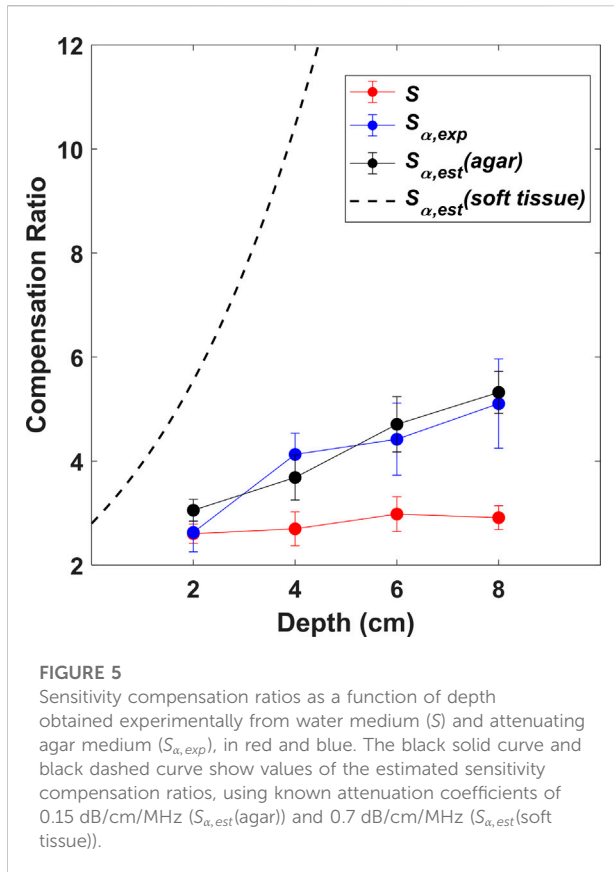 12
10
8
6
4
2
Compensation Ratio
S
Sα,exp
Sα,est(agar)
Sα,est(soft tissue)
2 4 6 8
Depth (cm)
FIGURE 5
Sensitivity compensation ratios as a function of depth
obtained experimentally from water medium (S) and attenuating
agar medium (Sα,exp), in red and blue. The black solid curve and
black dashed curve show values of the estimated sensitivity
compensation ratios, using known attenuation coefficients of
0.15 dB/cm/MHz (Sα,est(agar)) and 0.7 dB/cm/MHz (Sα,est(soft
tissue)).